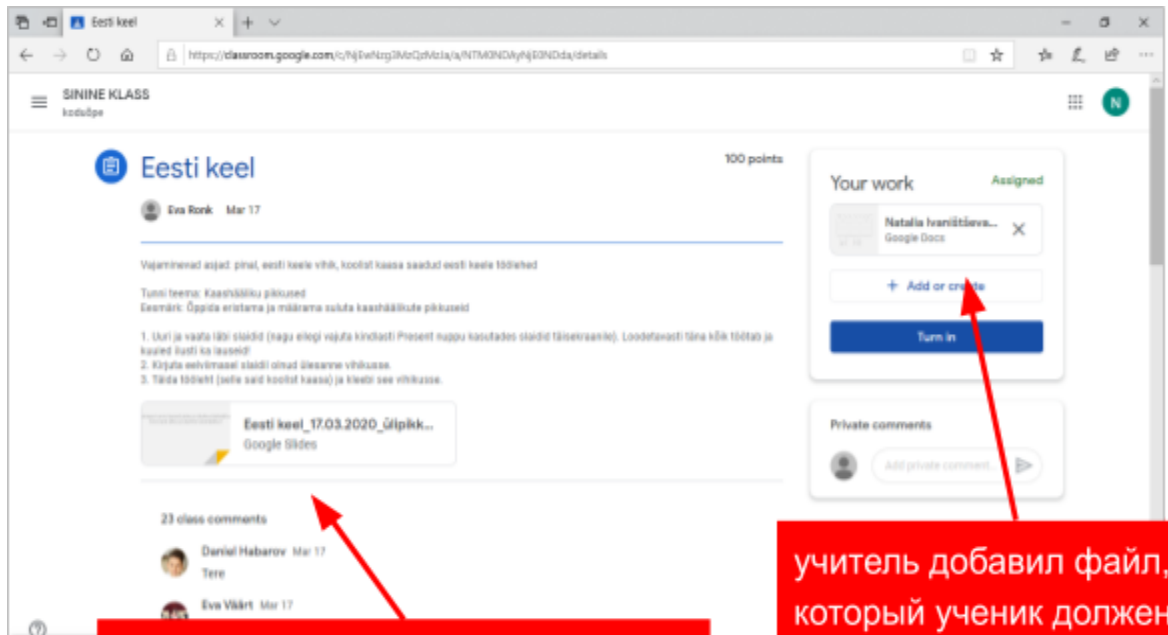 Eesti keel
https://classroom.google.com/c/
SININE KLASS
koduõpe
N
Eesti keel
100 points
Eva Ronk Mar 17
Vajaminevad asjad: pinal, eesti keele vihik, koolist kaasa saadud eesti keele töölehed
Tunni teema: Kaashääliku pikkused
Eesmärk: Õppida eristama ja määrama suluta kaashäälikute pikkuseid
1. Uuri ja vaata läbi slaidid (nagu eilegi vajuta kindlasti Present nuppu kasutades slaidid täisekraanile). Loodetavasti täna kõik töötab ja
kuuled ilusti ka lauseid!
2. Kirjuta eelviimasel slaidil olnud ülesanne vihikusse.
3. Täida tööleht (selle said koolist kaasa) ja kleebi see vihikusse.
Eesti keel_17.03.2020_ülipikk...
Google Slides
23 class comments
Daniel Habarov Mar 17
Tere
Eva Väärt Mar 17
Your work
Assigned
Natalia Ivaništševa...
Google Docs
+ Add or create
Turn in
Private comments
Add private comment...
учитель добавил файл,
который ученик должен